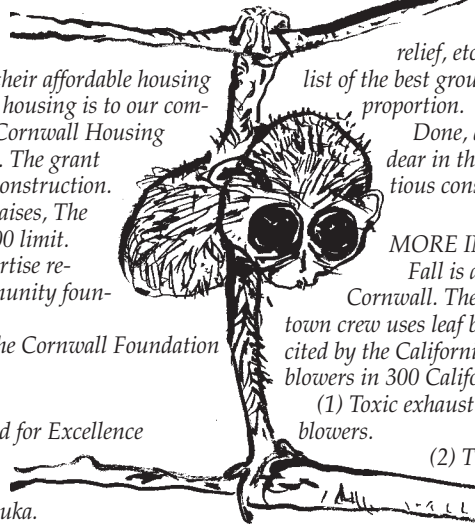 their affordable housing
housing is to our com-
Cornwall Housing
. The grant
onstruction.
aises, The
00 limit.
rtise re-
munity foun-
he Cornwall Foundation
d for Excellence
uka.
relief, etc
list of the best grou
proportion.
Done, a
dear in th
tious cons
MORE IN
Fall is a
Cornwall. The
town crew uses leaf b
cited by the Californi
blowers in 300 Califo
(1) Toxic exhaust
blowers.
(2) T